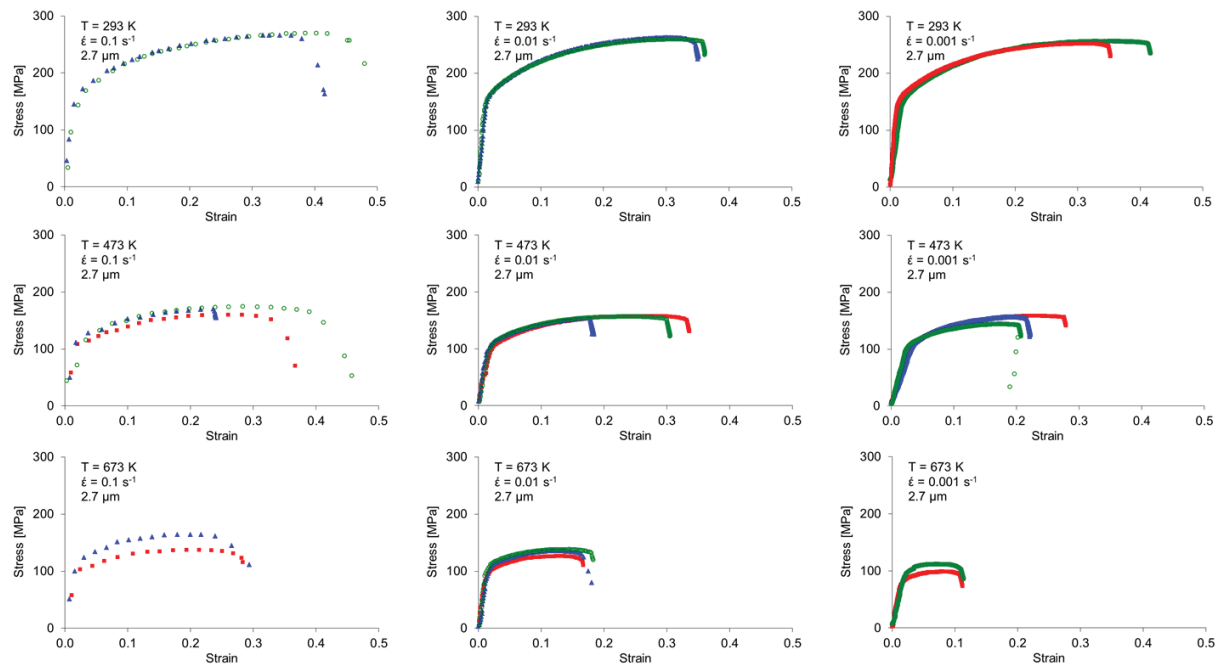 300
T = 293 K
ἐ = 0.1 s⁻¹
2.7 µm
200
100
0
Stress [MPa]
0.0 0.1 0.2 0.3 0.4 0.5
Strain
300
T = 293 K
ἐ = 0.01 s⁻¹
2.7 µm
200
100
0
Stress [MPa]
0.0 0.1 0.2 0.3 0.4 0.5
Strain
300
T = 293 K
ἐ = 0.001 s⁻¹
2.7 µm
200
100
0
Stress [MPa]
0.0 0.1 0.2 0.3 0.4 0.5
Strain
300
T = 473 K
ἐ = 0.1 s⁻¹
2.7 µm
200
100
0
Stress [MPa]
0.0 0.1 0.2 0.3 0.4 0.5
Strain
300
T = 473 K
ἐ = 0.01 s⁻¹
2.7 µm
200
100
0
Stress [MPa]
0.0 0.1 0.2 0.3 0.4 0.5
Strain
300
T = 473 K
ἐ = 0.001 s⁻¹
2.7 µm
200
100
0
Stress [MPa]
0.0 0.1 0.2 0.3 0.4 0.5
Strain
300
T = 673 K
ἐ = 0.1 s⁻¹
2.7 µm
200
100
0
Stress [MPa]
0.0 0.1 0.2 0.3 0.4 0.5
Strain
300
T = 673 K
ἐ = 0.01 s⁻¹
2.7 µm
200
100
0
Stress [MPa]
0.0 0.1 0.2 0.3 0.4 0.5
Strain
300
T = 673 K
ἐ = 0.001 s⁻¹
2.7 µm
200
100
0
Stress [MPa]
0.0 0.1 0.2 0.3 0.4 0.5
Strain